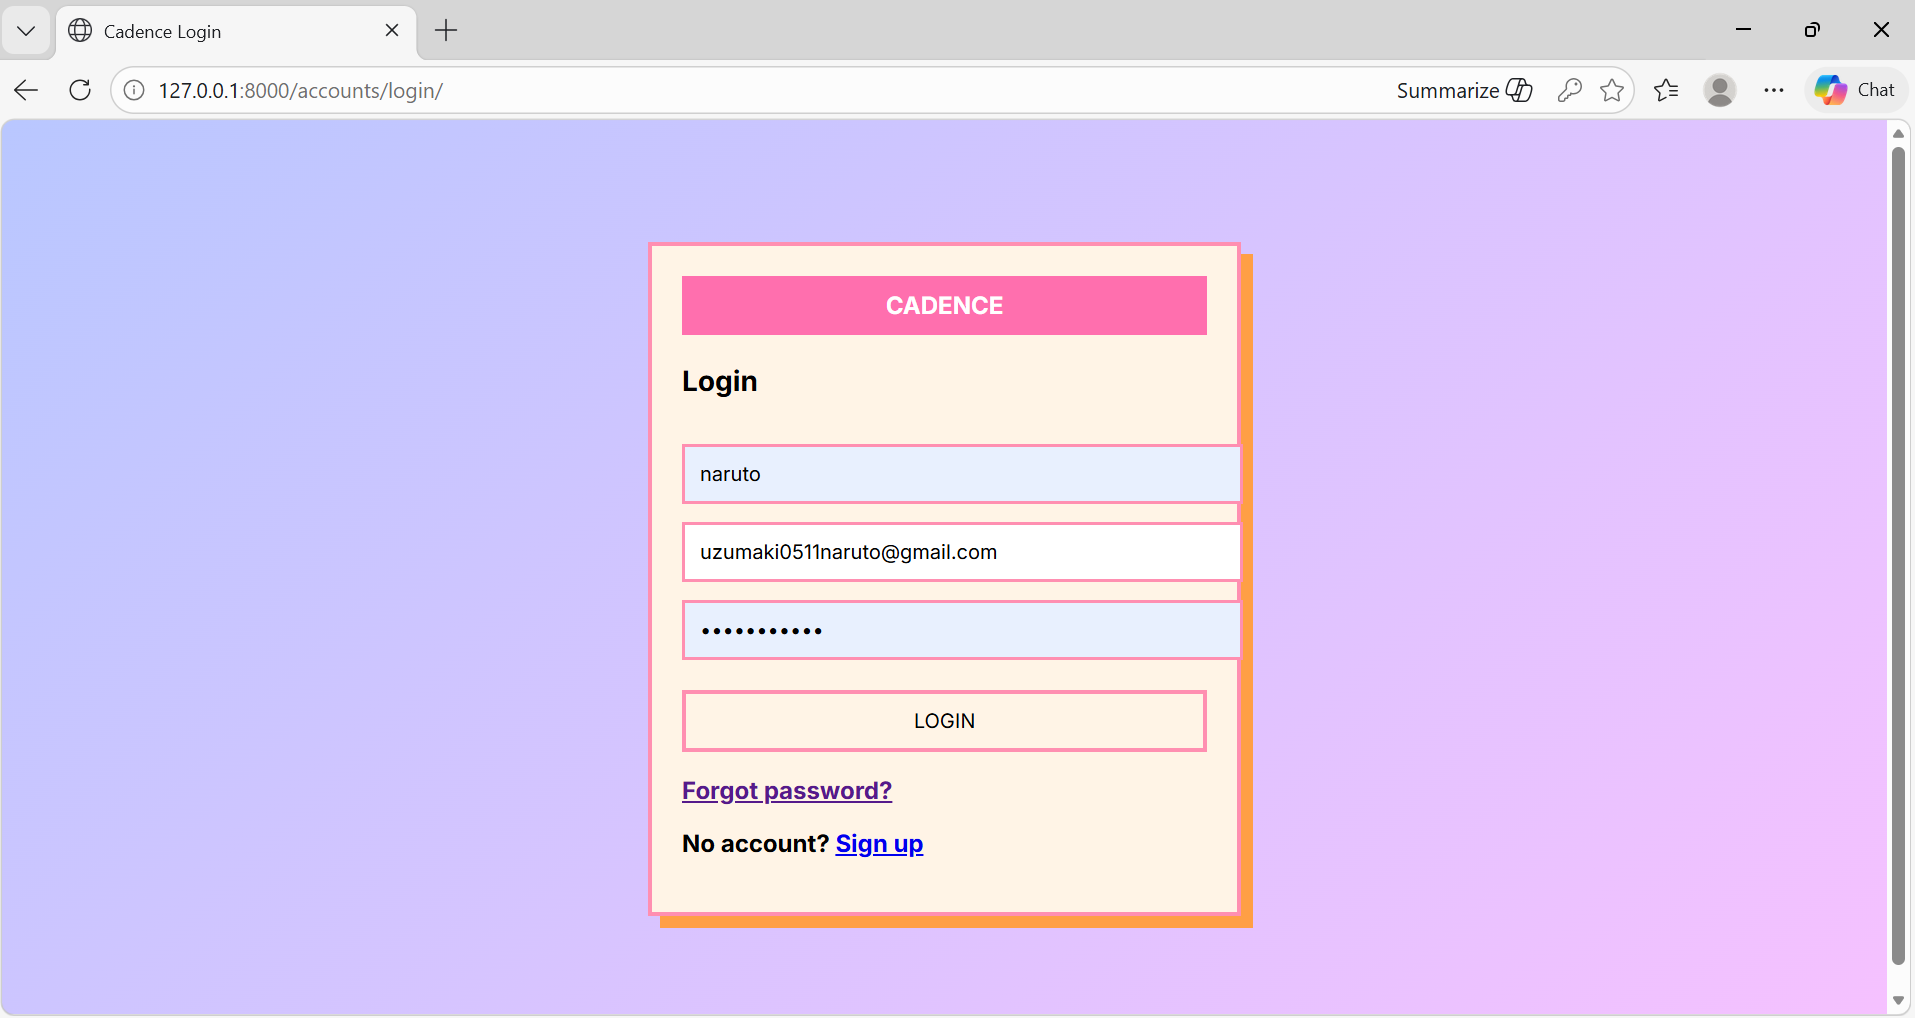 Cadence Login
127.0.0.1:8000/accounts/login/
Summarize
Chat
CADENCE
Login
naruto
uzumaki0511naruto@gmail.com
•••••••••••
LOGIN
Forgot password?
No account? Sign up